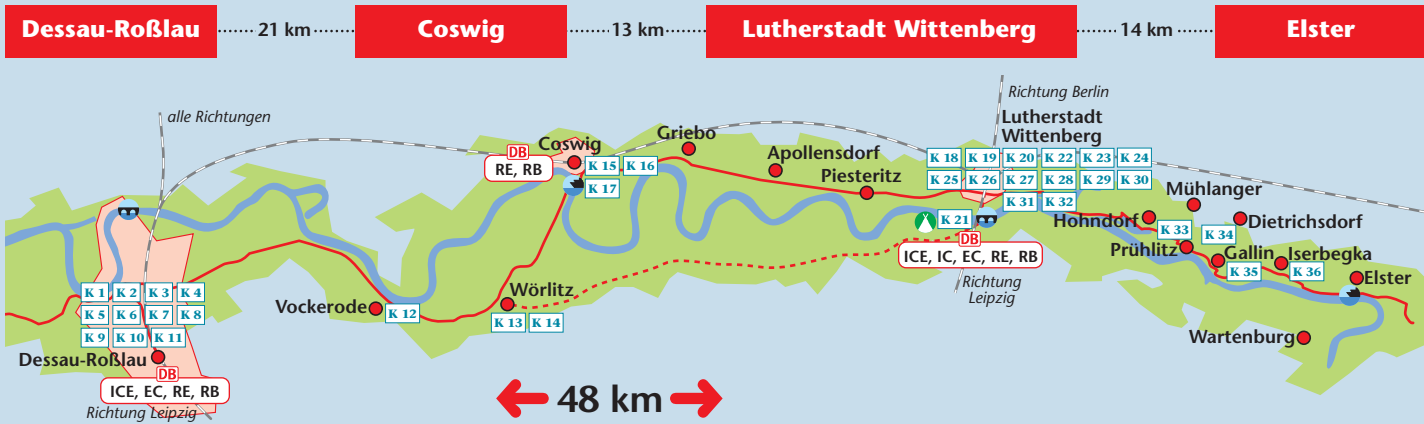 Dessau-Roßlau 21 km Coswig 13 km Lutherstadt Wittenberg 14 km Elster
alle Richtungen
Richtung Berlin
Lutherstadt
Wittenberg
Coswig
Griebo
DB
RE, RB
K 15 K 16
K 17
Apollensdorf
Piesteritz
K 18 K 19 K 20 K 22 K 23 K 24
K 25 K 26 K 27 K 28 K 29 K 30
K 31 K 32
K 21
DB
ICE, IC, EC, RE, RB
Richtung
Leipzig
Mühlanger
Hohndorf
Dietrichsdorf
K 33
K 34
Prühlitz
Gallin
Iserbegka
K 35
K 36
Elster
Wartenburg
K 1 K 2 K 3 K 4
K 5 K 6 K 7 K 8
K 9 K 10 K 11
Dessau-Roßlau
DB
ICE, EC, RE, RB
Richtung Leipzig
Vockerode
K 12
Wörlitz
K 13 K 14
48 km